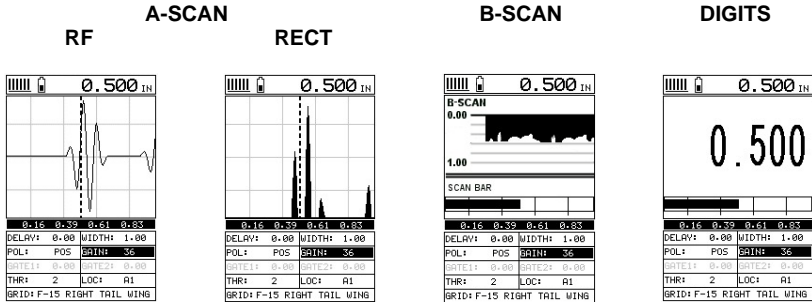 A-SCAN
B-SCAN
DIGITS
RF
RECT
0.500 IN
0.16 0.39 0.61 0.83
DELAY: 0.00 WIDTH: 1.00
POL: POS GAIN: 36
GATE1: 0.00 GATE2: 0.00
THR: 2 LOC: A1
GRID: F-15 RIGHT TAIL WING
0.500 IN
0.16 0.39 0.61 0.83
DELAY: 0.00 WIDTH: 1.00
POL: POS GAIN: 36
GATE1: 0.00 GATE2: 0.00
THR: 2 LOC: A1
GRID: F-15 RIGHT TAIL WING
0.500 IN
B-SCAN
0.00
1.00
SCAN BAR
0.16 0.39 0.61 0.83
DELAY: 0.00 WIDTH: 1.00
POL: POS GAIN: 36
GATE1: 0.00 GATE2: 0.00
THR: 2 LOC: A1
GRID: F-15 RIGHT TAIL WING
0.500 IN
0.500
0.16 0.39 0.61 0.83
DELAY: 0.00 WIDTH: 1.00
POL: POS GAIN: 36
GATE1: 0.00 GATE2: 0.00
THR: 2 LOC: A1
GRID: F-15 RIGHT TAIL WING